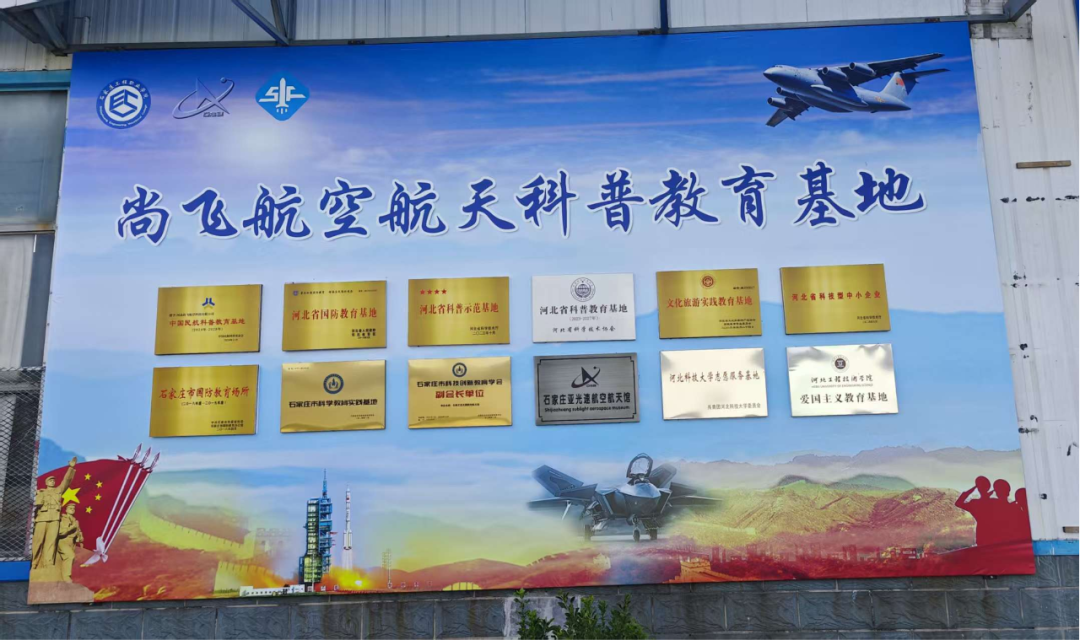 尚飞航空航天科普教育基地
中国民航科普教育基地
河北省国防教育基地
河北省科普示范基地
河北省科普教育基地
河北省科学技术协会
文化旅游实践教育基地
河北省科技型中小企业
石家庄市国防教育场所
石家庄市科学教育实践基地
石家庄市科技创新教育学会
副会长单位
石家庄亚光速航空航天馆
Shijiazhuang sublight aerospace museum
河北科技大学志愿服务基地
河北工程技术学院
爱国主义教育基地